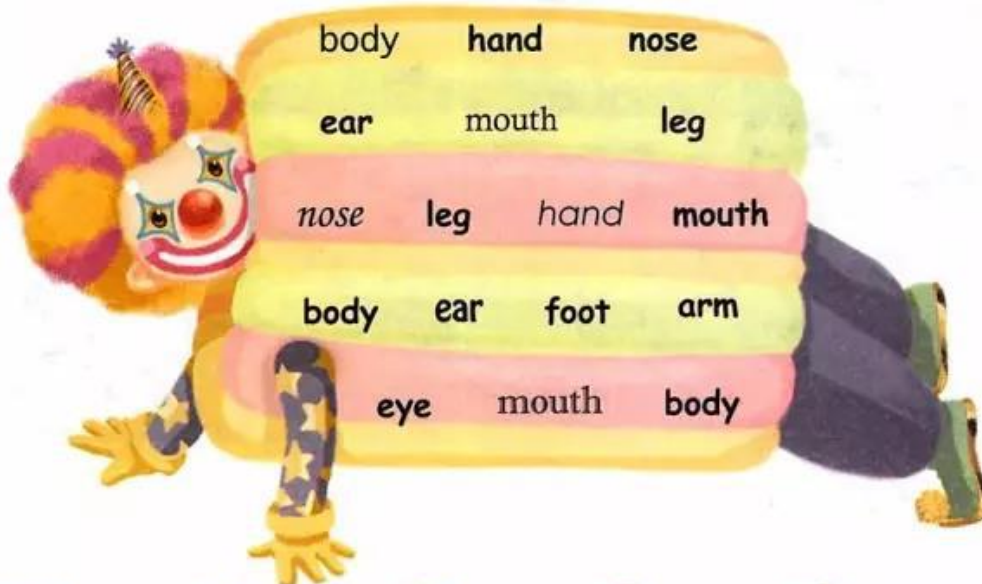 body hand nose
ear mouth leg
nose leg hand mouth
body ear foot arm
eye mouth body